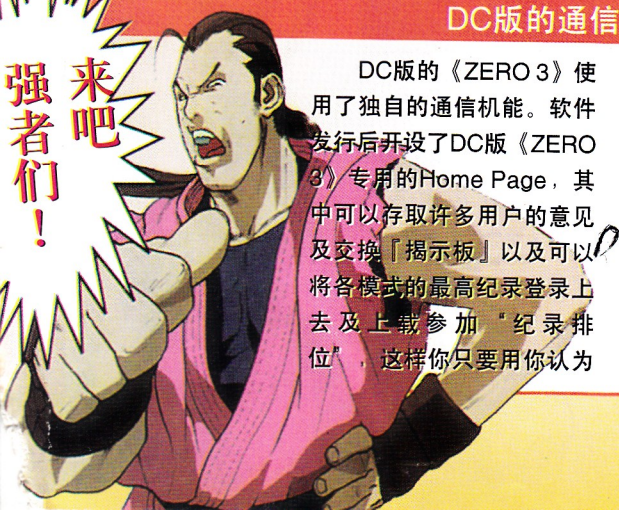 DC版的通信
来吧
强者们！
DC版的《ZERO 3》使
用了独自的通信机能。软件
发行后开设了DC版《ZERO
3》专用的Home Page，其
中可以存取许多用户的意见
及交换『揭示板』以及可以
将各模式的最高纪录登录上
去及上载参加“纪录排
位”，这样你只要用你认为